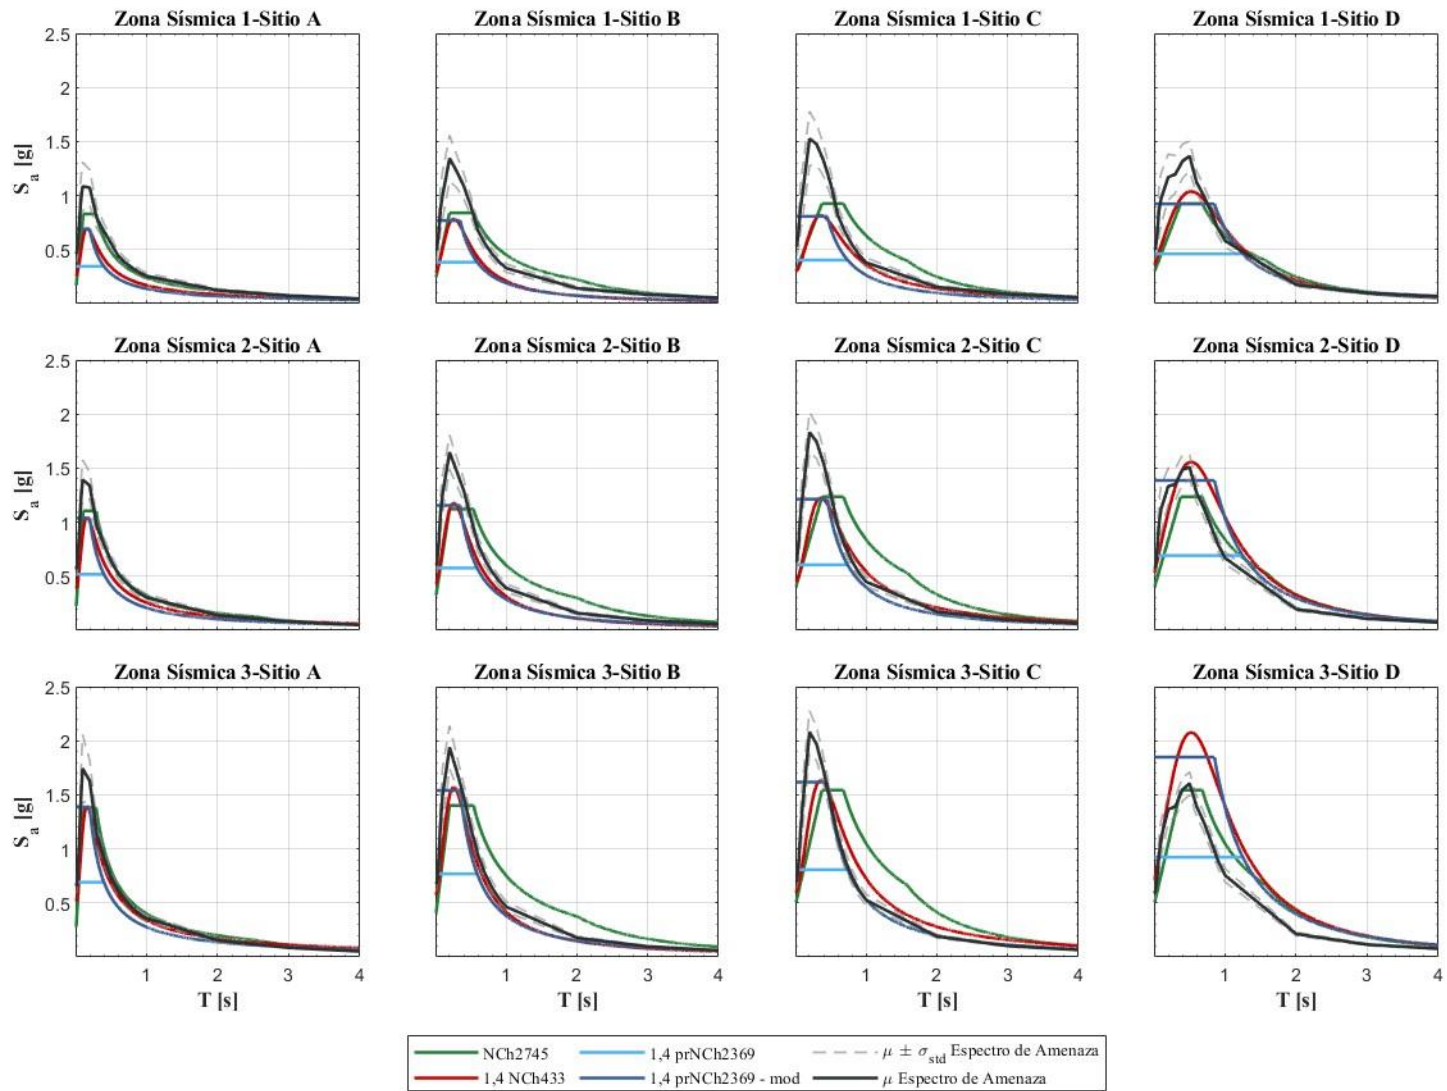 Zona Sísmica 1-Sitio A
Zona Sísmica 1-Sitio B
Zona Sísmica 1-Sitio C
Zona Sísmica 1-Sitio D
2.5
2
1.5
1
0.5
S_a [g]
Zona Sísmica 2-Sitio A
Zona Sísmica 2-Sitio B
Zona Sísmica 2-Sitio C
Zona Sísmica 2-Sitio D
2.5
2
1.5
1
0.5
S_a [g]
Zona Sísmica 3-Sitio A
Zona Sísmica 3-Sitio B
Zona Sísmica 3-Sitio C
Zona Sísmica 3-Sitio D
2.5
2
1.5
1
0.5
S_a [g]
1 2 3 4
1 2 3 4
1 2 3 4
1 2 3 4
T [s]
T [s]
T [s]
T [s]
NCh2745
1,4 NCh433
1,4 prNCh2369
1,4 prNCh2369 - mod
μ ± σ_std Espectro de Amenaza
μ Espectro de Amenaza